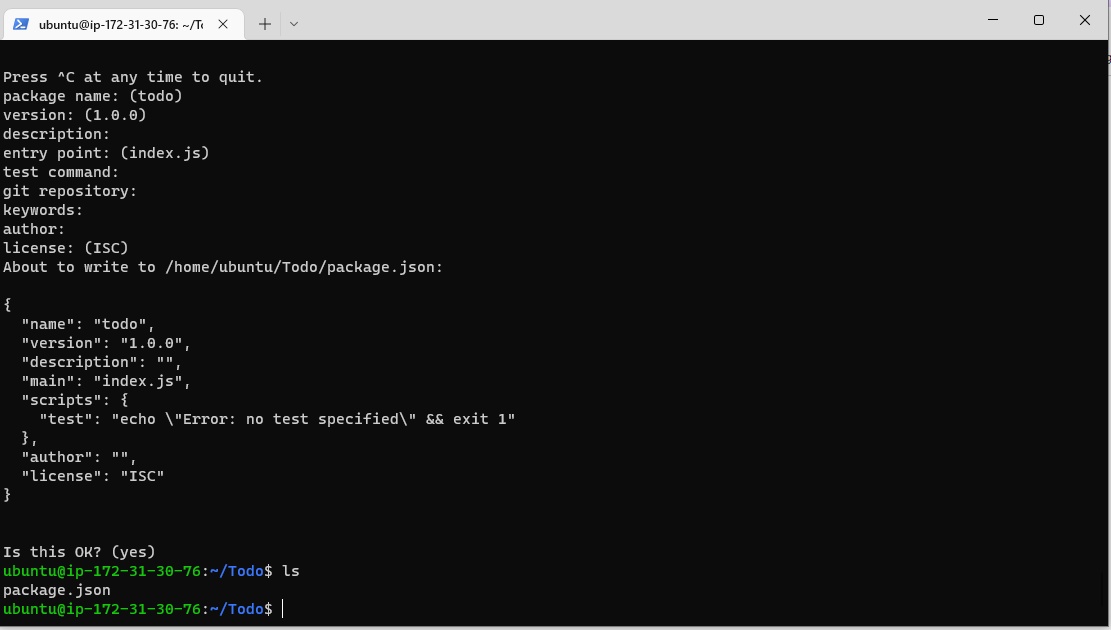 ubuntu@ip-172-31-30-76: ~/To
Press ^C at any time to quit.
package name: (todo)
version: (1.0.0)
description:
entry point: (index.js)
test command:
git repository:
keywords:
author:
license: (ISC)
About to write to /home/ubuntu/Todo/package.json:

{
  "name": "todo",
  "version": "1.0.0",
  "description": "",
  "main": "index.js",
  "scripts": {
    "test": "echo \"Error: no test specified\" && exit 1"
  },
  "author": "",
  "license": "ISC"
}

Is this OK? (yes)
ubuntu@ip-172-31-30-76:~/Todo$ ls
package.json
ubuntu@ip-172-31-30-76:~/Todo$